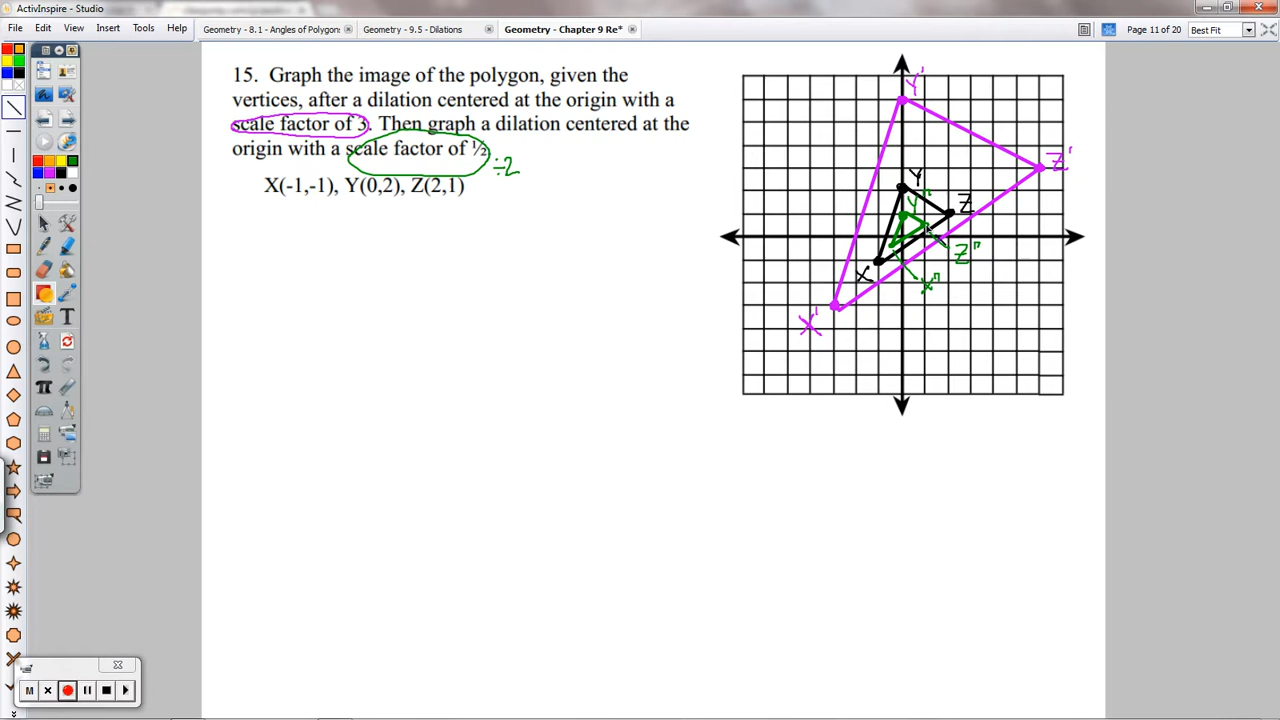 ActivInspire - Studio
File Edit View Insert Tools Help
Geometry - 8.1 - Angles of Polygons
Geometry - 9.5 - Dilations
Geometry - Chapter 9 Re*
Page 11 of 20
Best Fit
15. Graph the image of the polygon, given the
vertices, after a dilation centered at the origin with a
scale factor of 3. Then graph a dilation centered at the
origin with a scale factor of ½
÷2
X(-1,-1), Y(0,2), Z(2,1)
Y'
Z'
Y
Z
Y"
Z"
X
X"
X'
T
M